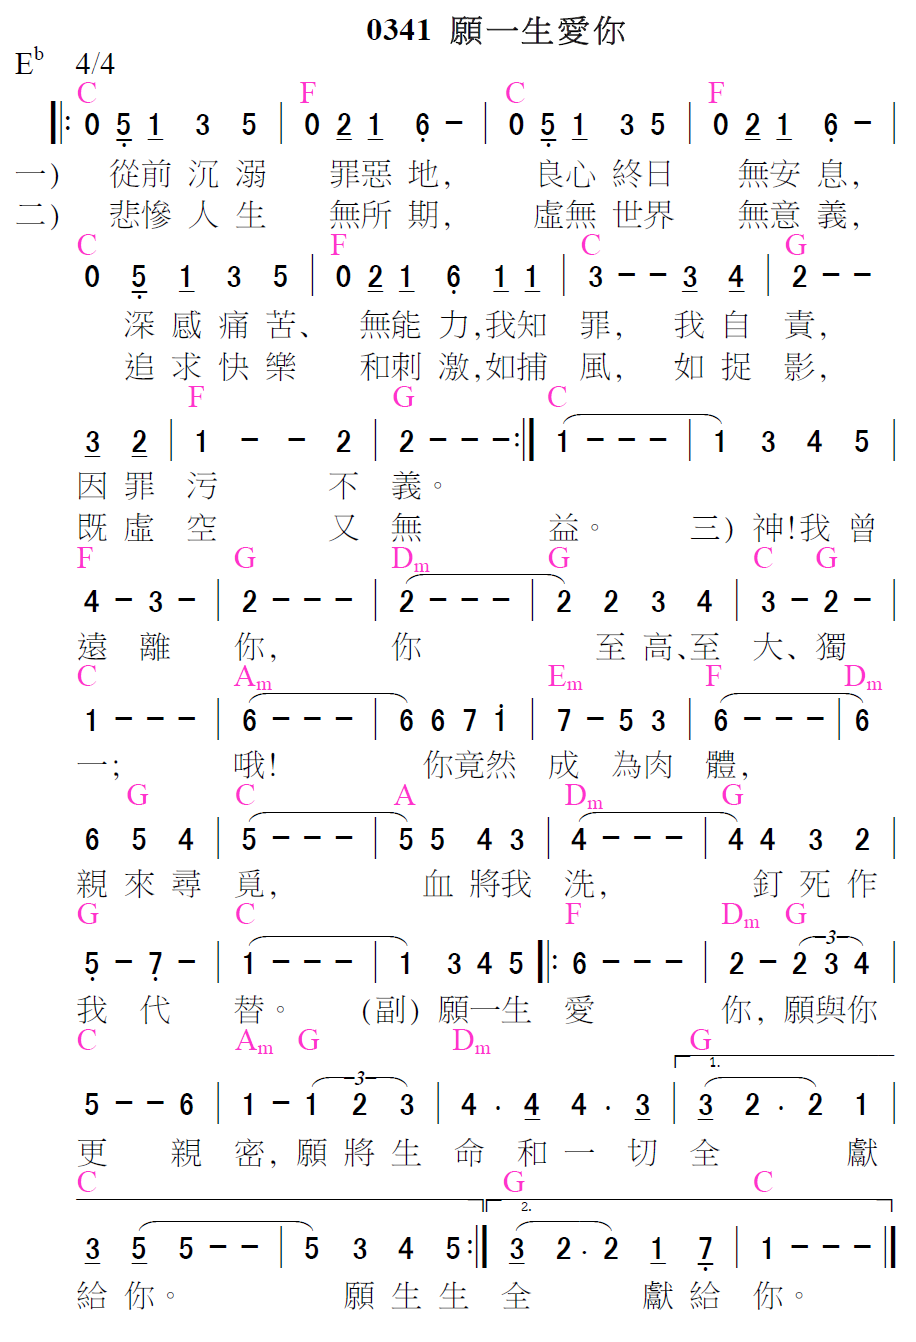 0341 願一生愛你
E♭ 4/4
C F C F
‖: 0 5̣ 1 3 5 | 0 2 1 6̣ – | 0 5̣ 1 3 5 | 0 2 1 6̣ – |
一) 從前 沉 溺 罪惡 地, 良心 終日 無安 息,
二) 悲慘 人 生 無所 期, 虛無 世界 無意 義,
C F C G
0 5̣ 1 3 5 | 0 2 1 6̣ 1 1 | 3 – – 3 4 | 2 – –
深 感 痛 苦、 無能 力,我知 罪, 我 自 責,
追 求 快 樂 和刺 激,如捕 風, 如 捉 影,
F G C
3 2 | 1 – – 2 | 2 – – – :‖ 1 – – – | 1 3 4 5 |
因 罪 污 不 義。
既 虛 空 又 無 益。 三) 神!我 曾
F G Dm G C G
4 – 3 – | 2 – – – | 2 – – – | 2 2 3 4 | 3 – 2 – |
遠 離 你, 你 至 高、至 大、獨
C Am Em F Dm
1 – – – | 6 – – – | 6 6 7 1̇ | 7 – 5 3 | 6 – – – | 6
一; 哦! 你竟然 成 為肉 體,
G C A Dm G
6 5 4 | 5 – – – | 5 5 4 3 | 4 – – – | 4 4 3 2 |
親 來 尋 覓, 血 將我 洗, 釘 死 作
G C F Dm G
5̣ – 7̣ – | 1 – – – | 1 3 4 5 ‖: 6 – – – | 2 – 2 3 4 |
-3-
我 代 替。 (副) 願一生 愛 你, 願與你
C Am G Dm G
5 – – 6 | 1 – 1 2 3 | 4 . 4 4 . 3 | 3 2 . 2 1 |
-3- 1.
更 親 密, 願 將 生 命 和 一 切 全 獻
C G C
3 5 5 – – | 5 3 4 5 :‖ 3 2 . 2 1 7̣ | 1 – – – ‖
2.
給 你。 願 生 生 全 獻 給 你。